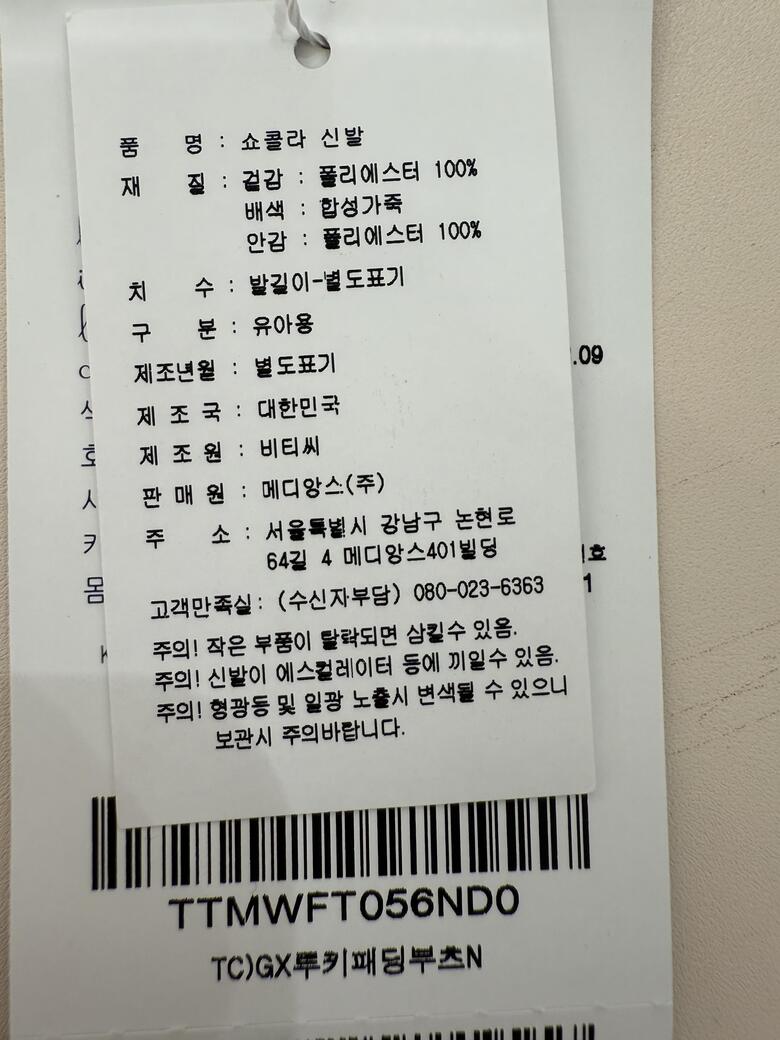 품 명 : 쇼콜라 신발
재 질 : 겉감 : 폴리에스터 100%
배색 : 합성가죽
안감 : 폴리에스터 100%
치 수 : 발길이-별도표기
구 분 : 유아용
제조년월 : 별도표기
.09
제 조 국 : 대한민국
제 조 원 : 비티씨
판 매 원 : 메디앙스(주)
주 소 : 서울특별시 강남구 논현로
64길 4 메디앙스401빌딩
호
1
고객만족실: (수신자부담) 080-023-6363
몸
주의! 작은 부품이 탈락되면 삼킬수 있음.
주의! 신발이 에스컬레이터 등에 끼일수 있음.
주의! 형광등 및 일광 노출시 변색될 수 있으니
보관시 주의바랍니다.
TTMWFT056ND0
TC)GX루키패딩부츠N